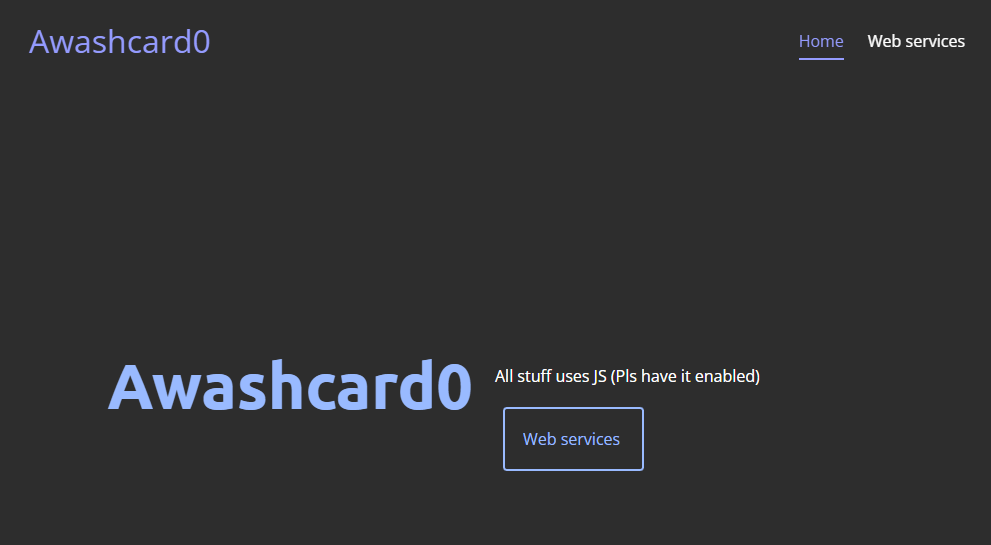 Awashcard0
Home
Web services
Awashcard0
All stuff uses JS (Pls have it enabled)
Web services